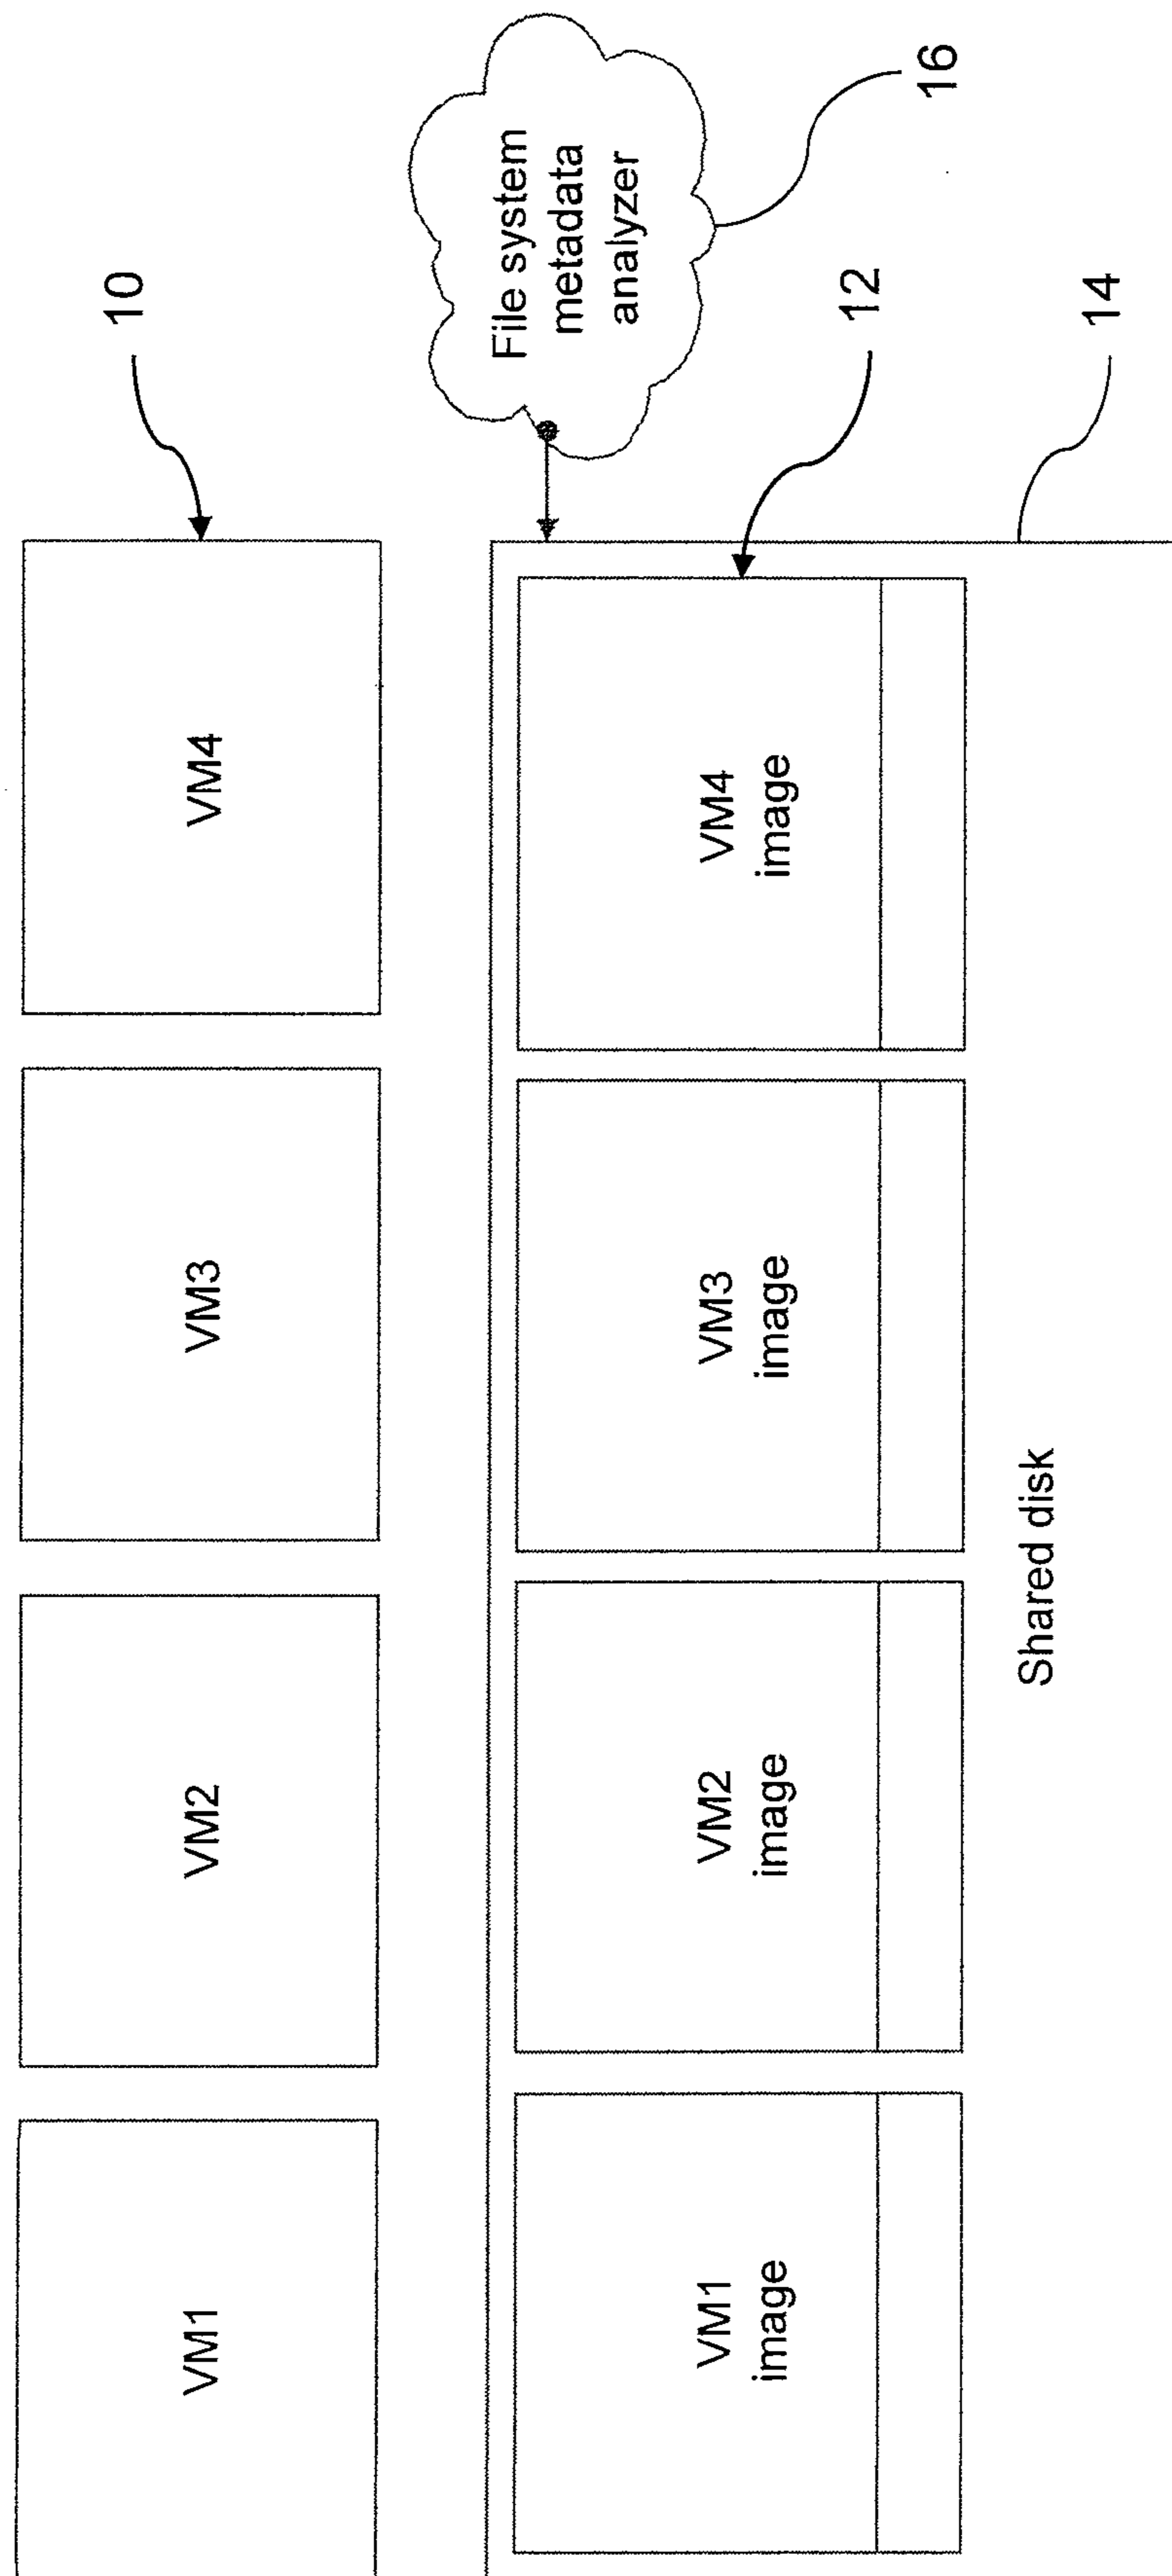 VM1
VM2
VM3
VM4
10
File system
metadata
analyzer
16
VM1
image
VM2
image
VM3
image
VM4
image
12
Shared disk
14